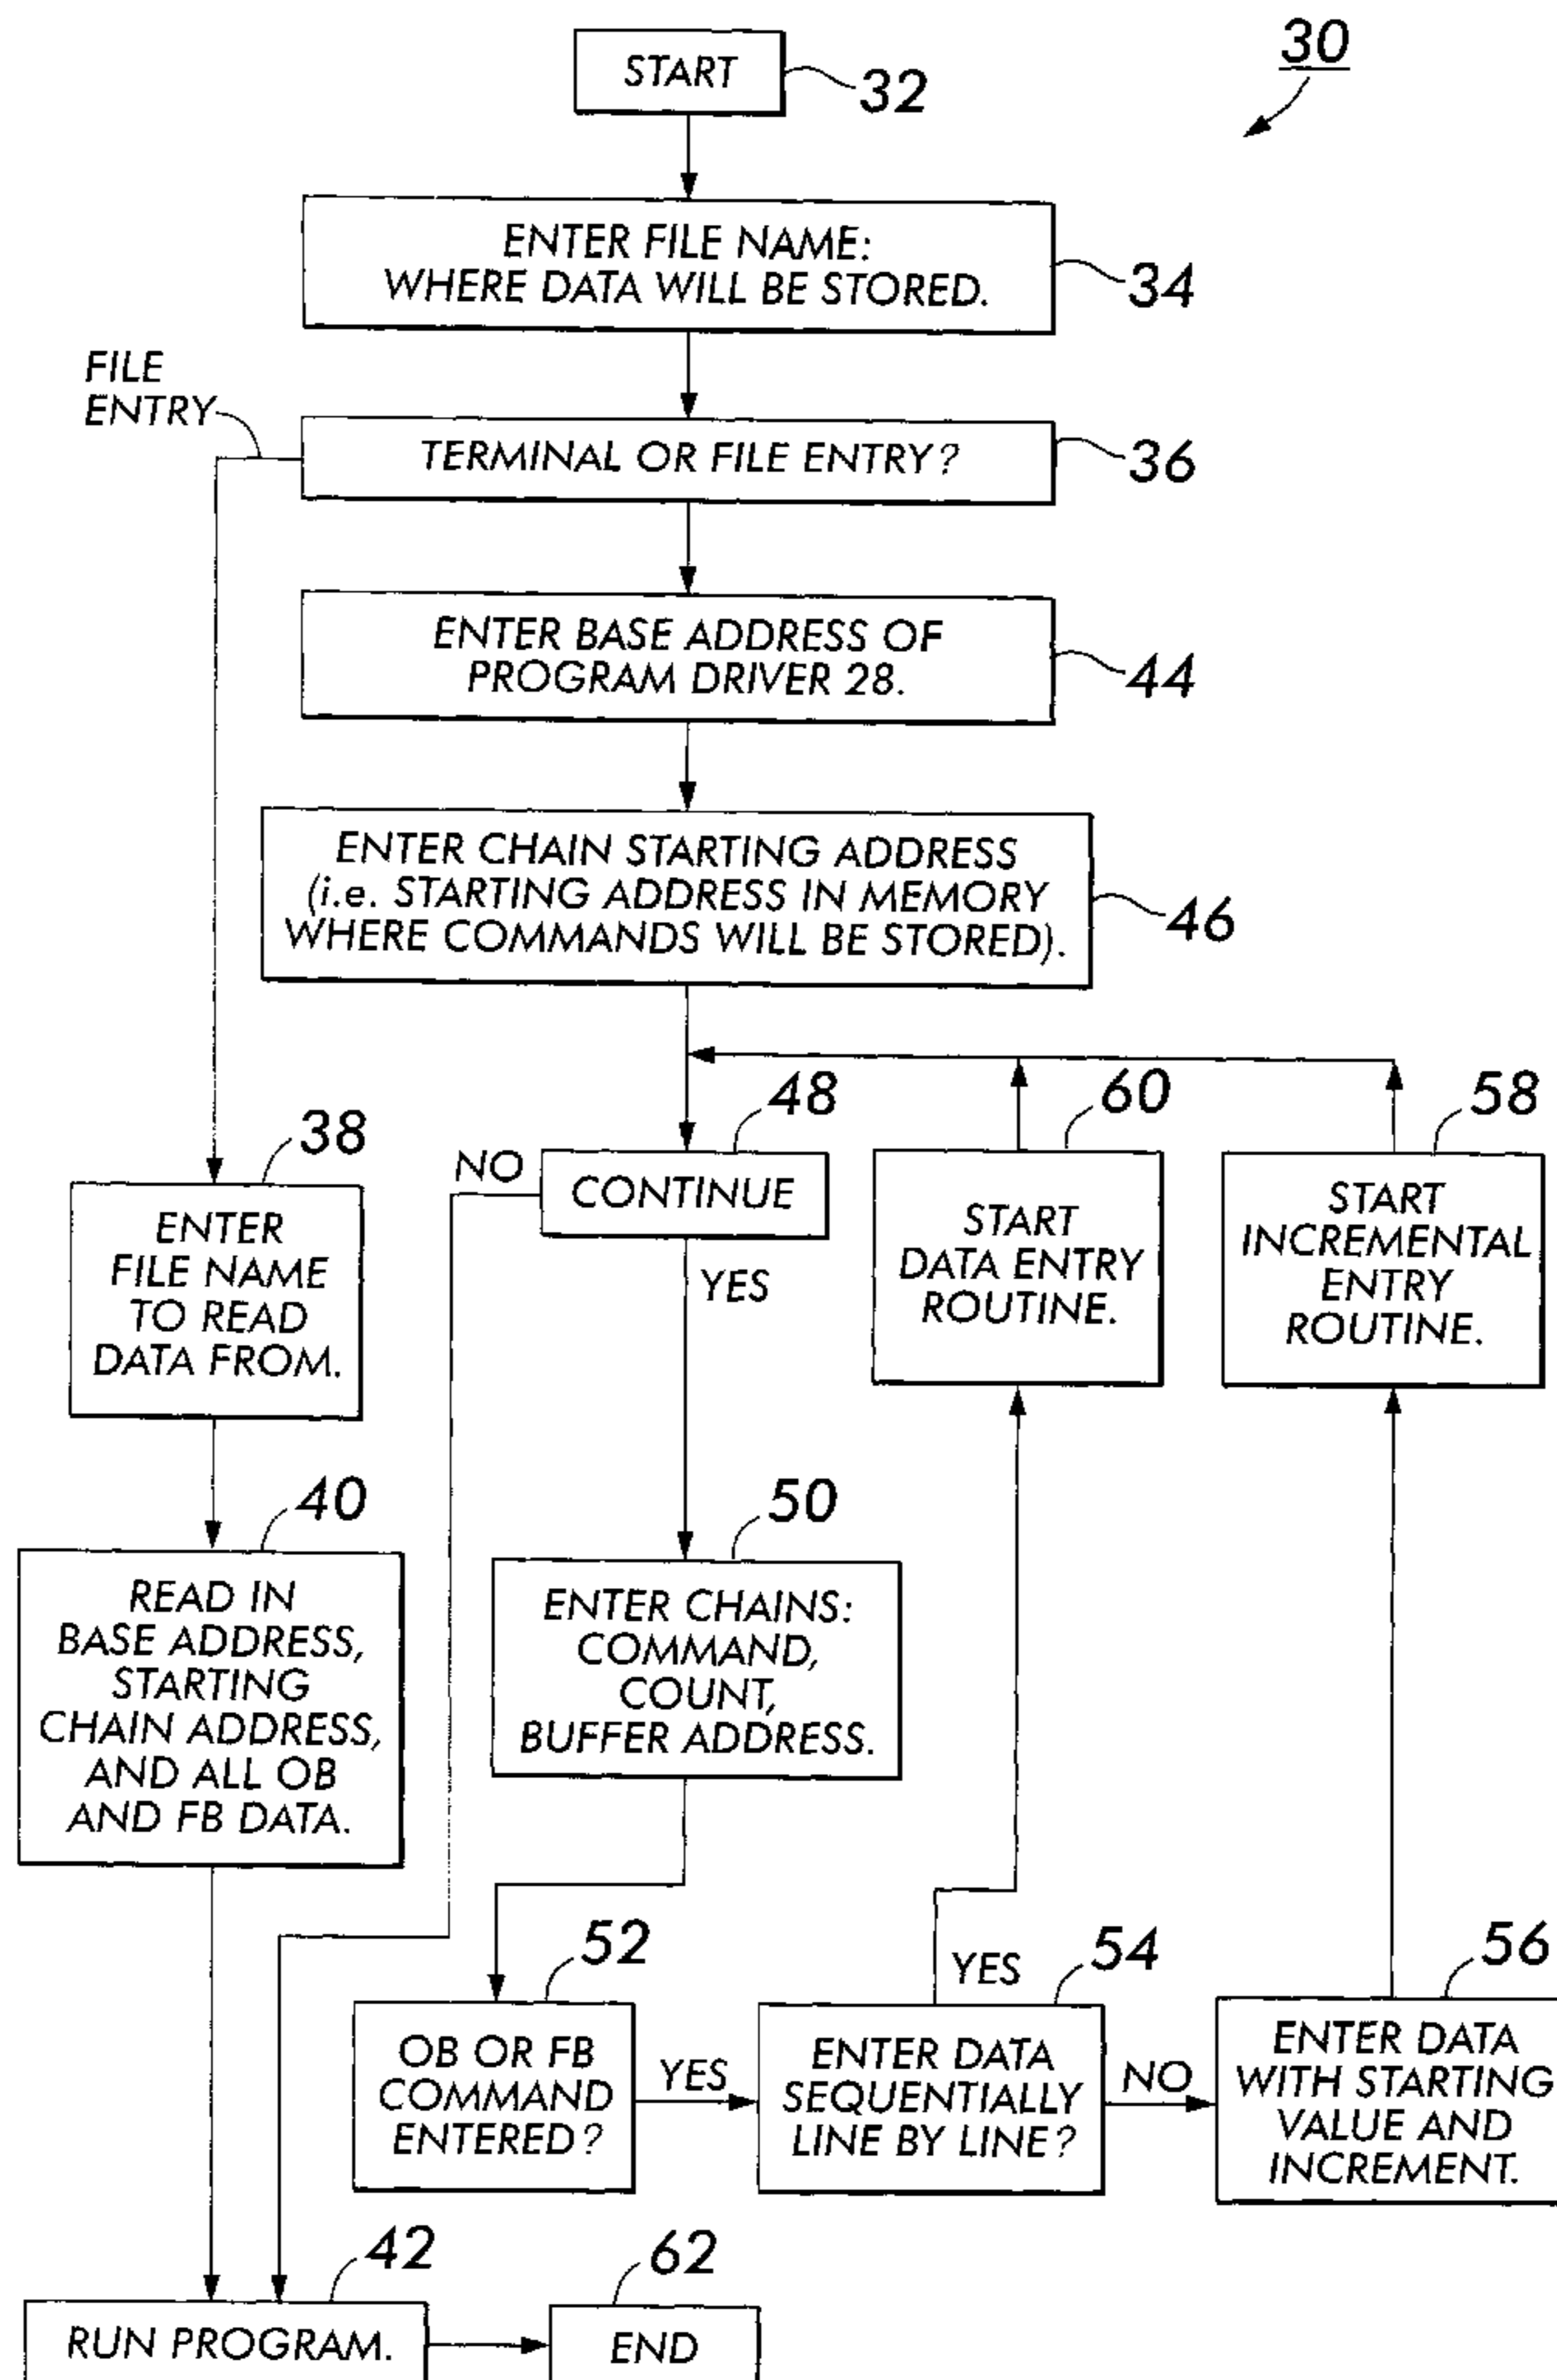 30
START
32
ENTER FILE NAME:
WHERE DATA WILL BE STORED.
34
FILE
ENTRY
TERMINAL OR FILE ENTRY?
36
ENTER BASE ADDRESS OF
PROGRAM DRIVER 28.
44
ENTER CHAIN STARTING ADDRESS
(i.e. STARTING ADDRESS IN MEMORY
WHERE COMMANDS WILL BE STORED).
46
38
ENTER
FILE NAME
TO READ
DATA FROM.
NO
48
CONTINUE
YES
60
START
DATA ENTRY
ROUTINE.
58
START
INCREMENTAL
ENTRY
ROUTINE.
40
READ IN
BASE ADDRESS,
STARTING
CHAIN ADDRESS,
AND ALL OB
AND FB DATA.
50
ENTER CHAINS:
COMMAND,
COUNT,
BUFFER ADDRESS.
52
OB OR FB
COMMAND
ENTERED?
YES
YES
54
ENTER DATA
SEQUENTIALLY
LINE BY LINE?
NO
56
ENTER DATA
WITH STARTING
VALUE AND
INCREMENT.
42
RUN PROGRAM.
62
END